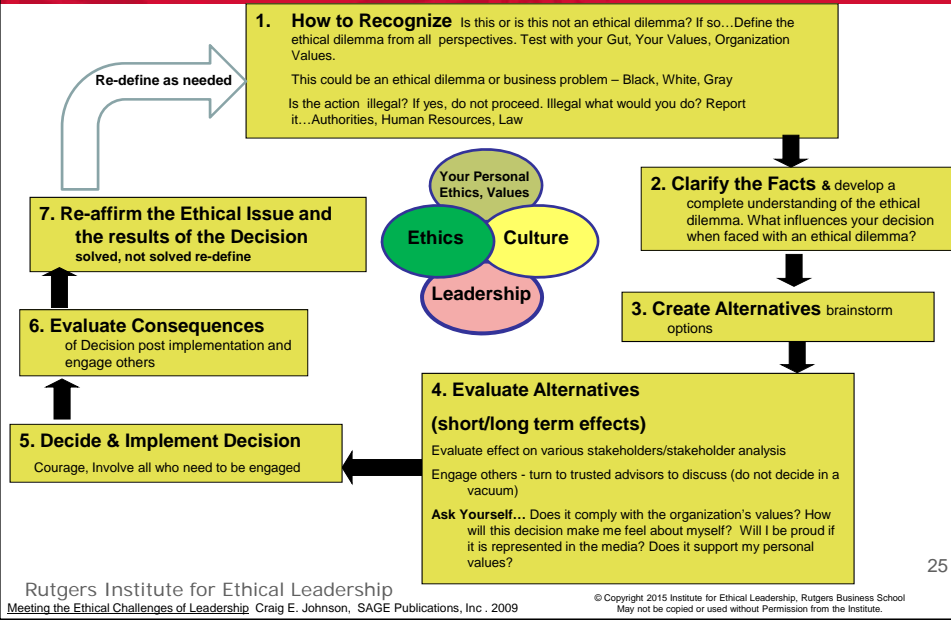 1. How to Recognize Is this or is this not an ethical dilemma? If so…Define the
ethical dilemma from all perspectives. Test with your Gut, Your Values, Organization
Values.
This could be an ethical dilemma or business problem – Black, White, Gray
Is the action illegal? If yes, do not proceed. Illegal what would you do? Report
it…Authorities, Human Resources, Law
Re-define as needed
2. Clarify the Facts & develop a
complete understanding of the ethical
dilemma. What influences your decision
when faced with an ethical dilemma?
3. Create Alternatives brainstorm
options
4. Evaluate Alternatives
(short/long term effects)
Evaluate effect on various stakeholders/stakeholder analysis
Engage others - turn to trusted advisors to discuss (do not decide in a
vacuum)
Ask Yourself… Does it comply with the organization's values? How
will this decision make me feel about myself? Will I be proud if
it is represented in the media? Does it support my personal
values?
5. Decide & Implement Decision
Courage, Involve all who need to be engaged
6. Evaluate Consequences
of Decision post implementation and
engage others
7. Re-affirm the Ethical Issue and
the results of the Decision
solved, not solved re-define
Your Personal
Ethics, Values
Ethics
Culture
Leadership
25
Rutgers Institute for Ethical Leadership
Meeting the Ethical Challenges of Leadership Craig E. Johnson, SAGE Publications, Inc . 2009
© Copyright 2015 Institute for Ethical Leadership, Rutgers Business School
May not be copied or used without Permission from the Institute.